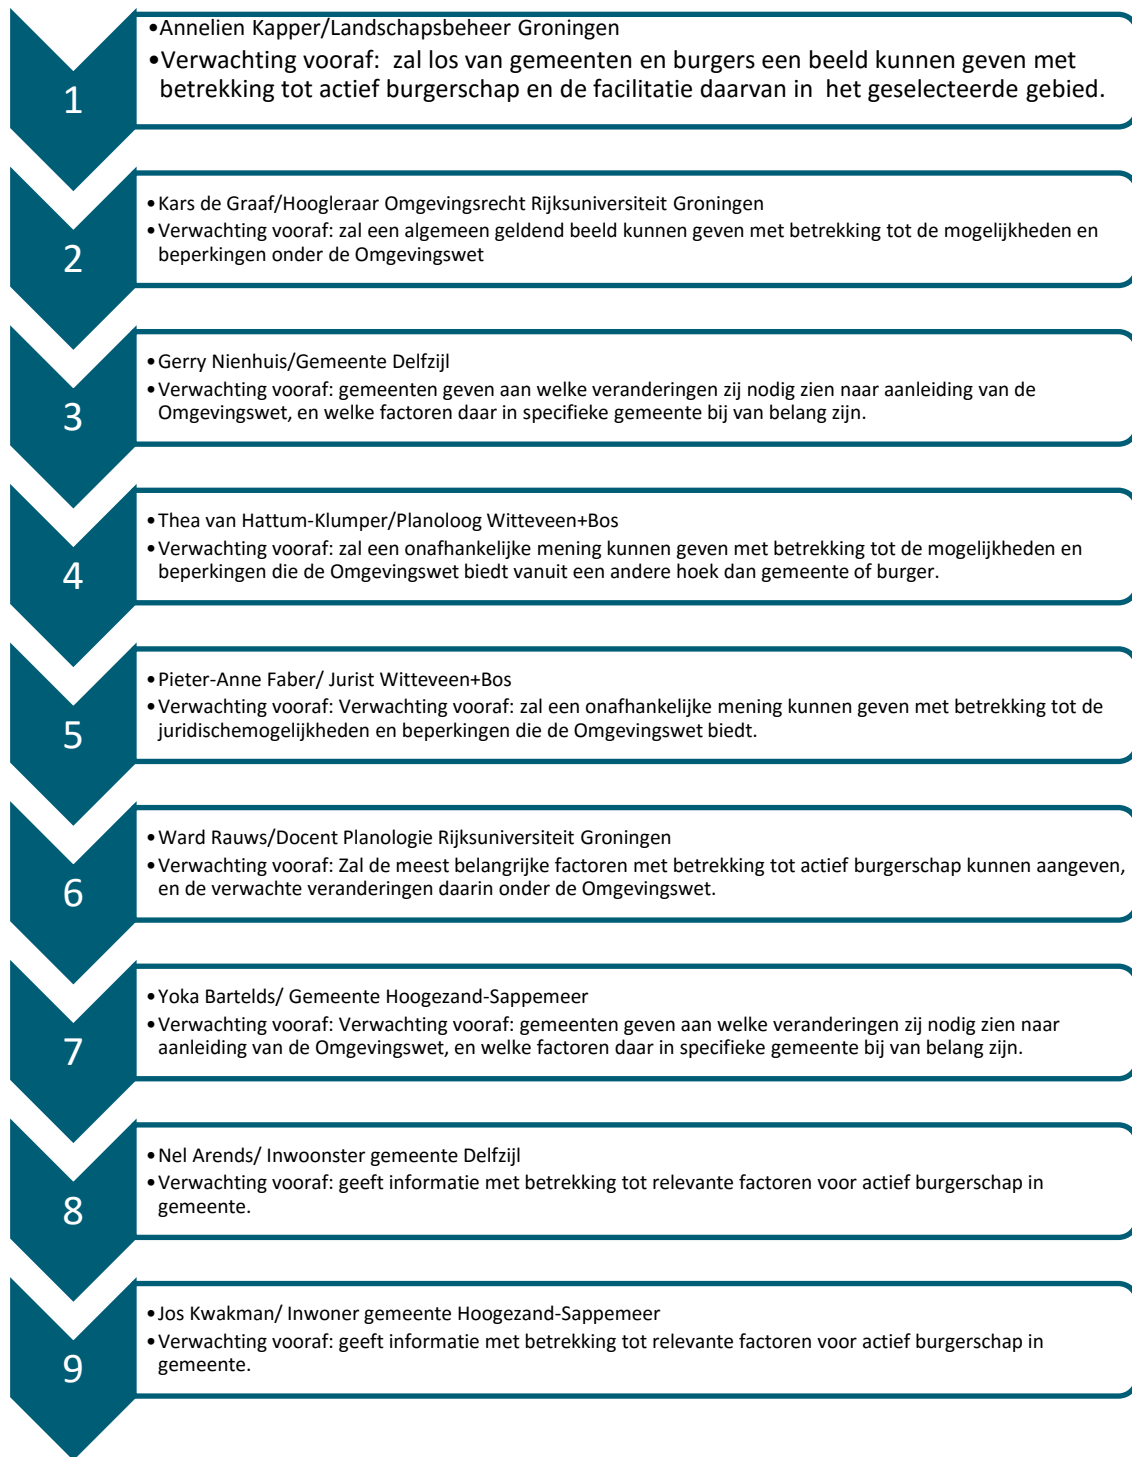 1
•Annelien Kapper/Landschapsbeheer Groningen
•Verwachting vooraf: zal los van gemeenten en burgers een beeld kunnen geven met
betrekking tot actief burgerschap en de facilitatie daarvan in het geselecteerde gebied.
2
•Kars de Graaf/Hoogleraar Omgevingsrecht Rijksuniversiteit Groningen
•Verwachting vooraf: zal een algemeen geldend beeld kunnen geven met betrekking tot de mogelijkheden en
beperkingen onder de Omgevingswet
3
•Gerry Nienhuis/Gemeente Delfzijl
•Verwachting vooraf: gemeenten geven aan welke veranderingen zij nodig zien naar aanleiding van de
Omgevingswet, en welke factoren daar in specifieke gemeente bij van belang zijn.
4
•Thea van Hattum-Klumper/Planoloog Witteveen+Bos
•Verwachting vooraf: zal een onafhankelijke mening kunnen geven met betrekking tot de mogelijkheden en
beperkingen die de Omgevingswet biedt vanuit een andere hoek dan gemeente of burger.
5
•Pieter-Anne Faber/ Jurist Witteveen+Bos
•Verwachting vooraf: Verwachting vooraf: zal een onafhankelijke mening kunnen geven met betrekking tot de
juridischemogelijkheden en beperkingen die de Omgevingswet biedt.
6
•Ward Rauws/Docent Planologie Rijksuniversiteit Groningen
•Verwachting vooraf: Zal de meest belangrijke factoren met betrekking tot actief burgerschap kunnen aangeven,
en de verwachte veranderingen daarin onder de Omgevingswet.
7
•Yoka Bartelds/ Gemeente Hoogezand-Sappemeer
•Verwachting vooraf: Verwachting vooraf: gemeenten geven aan welke veranderingen zij nodig zien naar
aanleiding van de Omgevingswet, en welke factoren daar in specifieke gemeente bij van belang zijn.
8
•Nel Arends/ Inwoonster gemeente Delfzijl
•Verwachting vooraf: geeft informatie met betrekking tot relevante factoren voor actief burgerschap in
gemeente.
9
•Jos Kwakman/ Inwoner gemeente Hoogezand-Sappemeer
•Verwachting vooraf: geeft informatie met betrekking tot relevante factoren voor actief burgerschap in
gemeente.